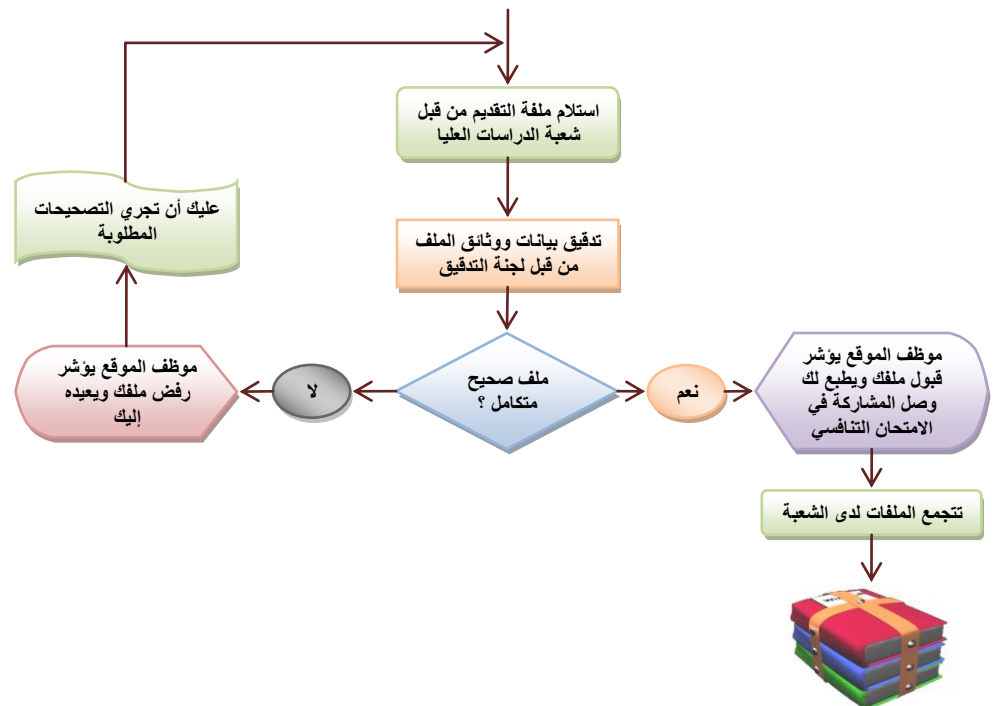 استلام ملفة التقديم من قبل
شعبة الدراسات العليا
عليك أن تجري التصحيحات
المطلوبة
تدقيق بيانات ووثائق الملف
من قبل لجنة التدقيق
موظف الموقع يؤشر
قبول ملفك ويطبع لك
وصل المشاركة في
الامتحان التنافسي
نعم
ملف صحيح
متكامل ؟
لا
موظف الموقع يؤشر
رفض ملفك ويعيده
إليك
تتجمع الملفات لدى الشعبة